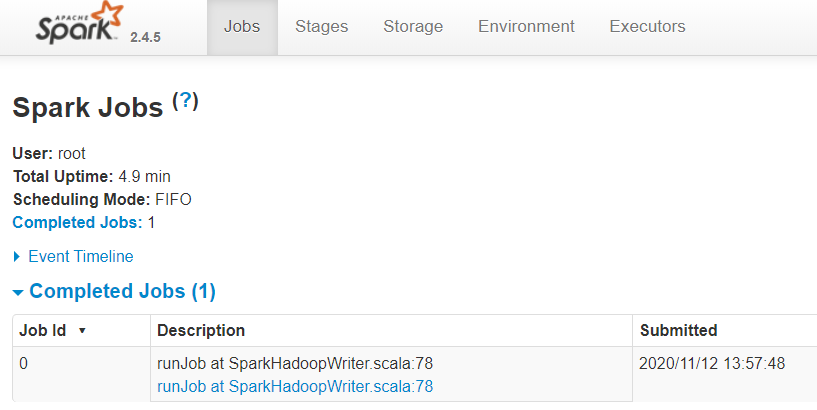 APACHE
Spark 2.4.5 Jobs Stages Storage Environment Executors
Spark Jobs (?)
User: root
Total Uptime: 4.9 min
Scheduling Mode: FIFO
Completed Jobs: 1
Event Timeline
Completed Jobs (1)
Job Id ▾ Description Submitted
0 runJob at SparkHadoopWriter.scala:78 2020/11/12 13:57:48
runJob at SparkHadoopWriter.scala:78